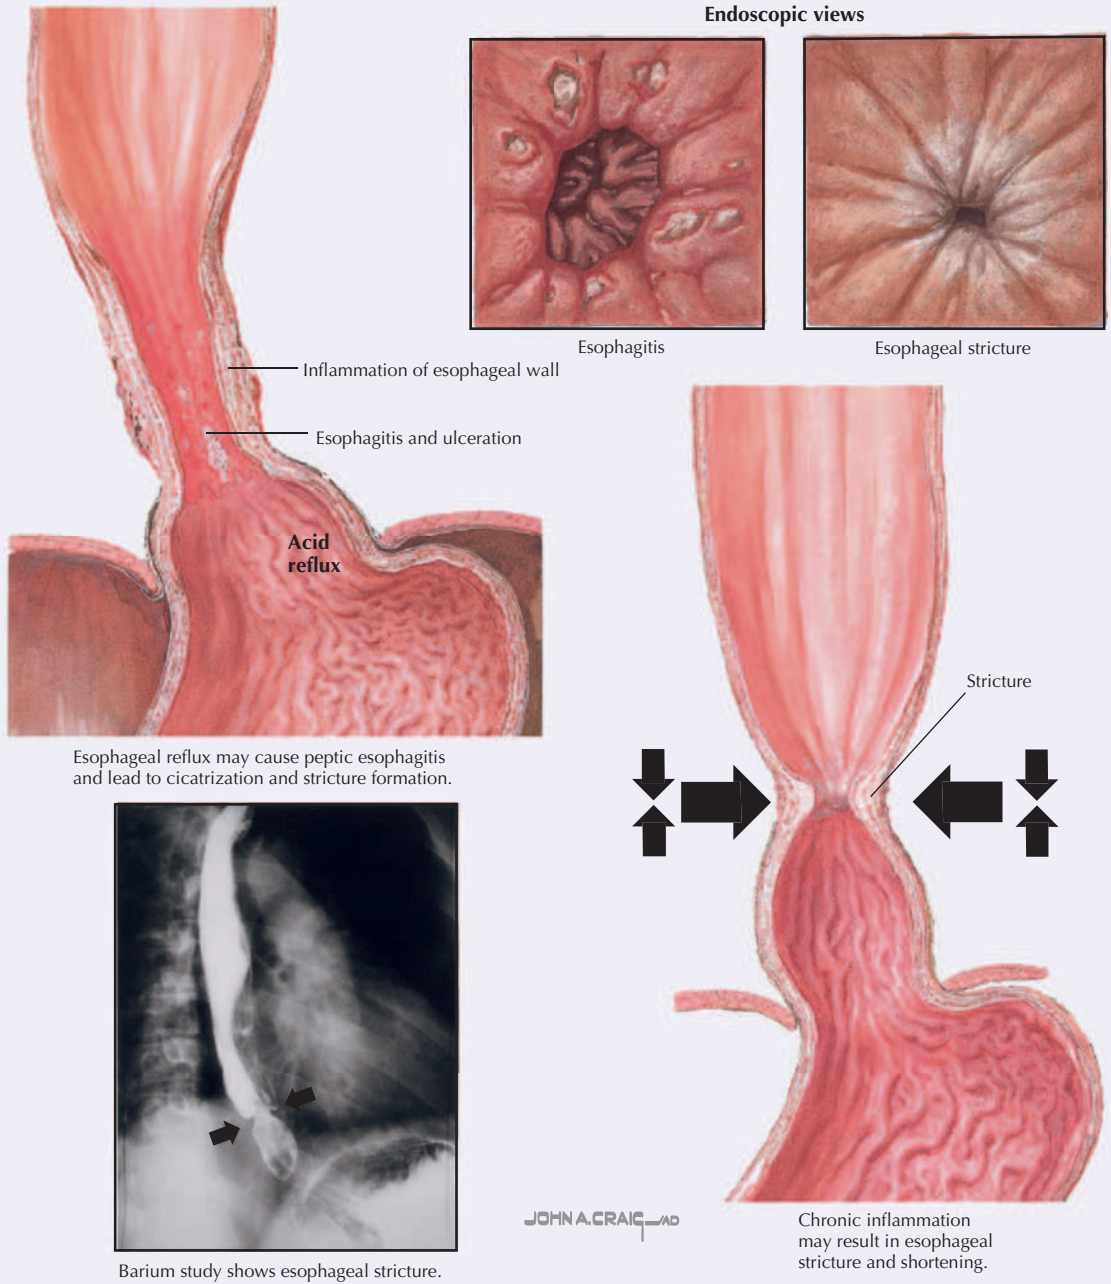 Endoscopic views
Esophagitis
Esophageal stricture
Inflammation of esophageal wall
Esophagitis and ulceration
Acid
reflux
Esophageal reflux may cause peptic esophagitis
and lead to cicatrization and stricture formation.
Stricture
Barium study shows esophageal stricture.
JOHN A. CRAIG MD
Chronic inflammation
may result in esophageal
stricture and shortening.